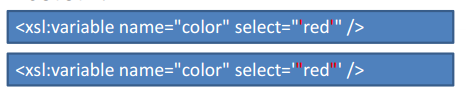 <xsl:variable name="color" select="'red'" />
<xsl:variable name="color" select='"red"' />